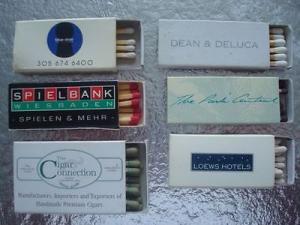 305 674 6400
DEAN & DELUCA
SPIELBANK
WIESBADEN
- SPIELEN & MEHR -
The Park Central
The
Cigar
Connection
Manufacturers, Importers and Exporters of
Handmade Premium Cigars
LOEWS HOTELS